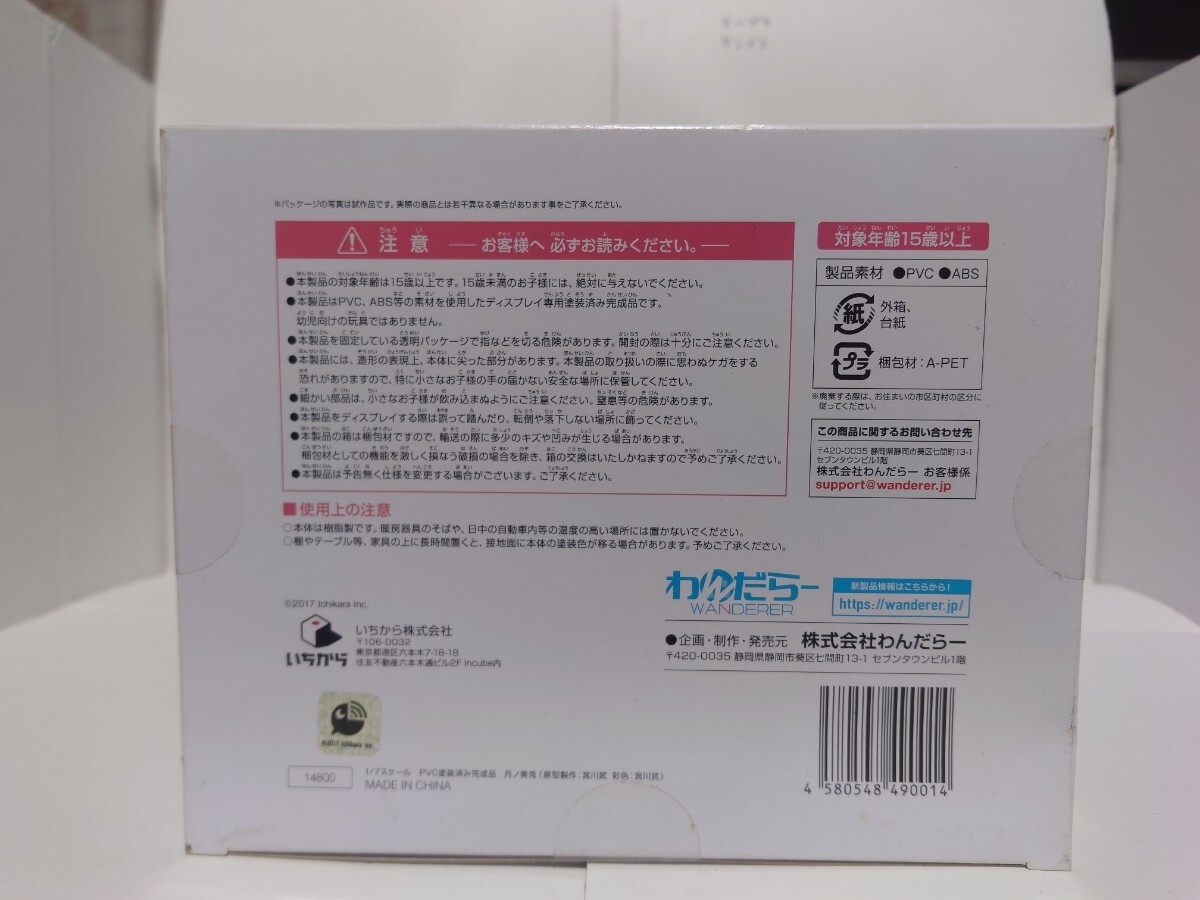 ※パッケージの写真は試作品です。実際の商品とは若干異なる場合があります事をご了承ください。
注意 ── お客様へ 必ずお読みください。──
●本製品の対象年齢は15歳以上です。15歳未満のお子様には、絶対に与えないでください。
●本製品はPVC、ABS等の素材を使用したディスプレイ専用塗装済み完成品です。
幼児向けの玩具ではありません。
●本製品を固定している透明パッケージで指などを切る危険があります。開封の際は十分にご注意ください。
●本製品には、造形の表現上、本体に尖った部分があります。本製品の取り扱いの際に思わぬケガをする
恐れがありますので、特に小さなお子様の手の届かない安全な場所に保管してください。
●細かい部品は、小さなお子様が飲み込まぬようにご注意ください。窒息等の危険があります。
●本製品をディスプレイする際は誤って踏んだり、転倒や落下しない場所に飾ってください。
●本製品の箱は梱包材ですので、輸送の際に多少のキズや凹みが生じる場合があります。
梱包材としての機能を激しく損なう破損の場合を除き、箱の交換はいたしかねますので予めご了承ください。
●本製品は予告無く仕様を変更する場合がございます。ご了承ください。
■使用上の注意
○本体は樹脂製です。暖房器具のそばや、日中の自動車内等の温度の高い場所には置かないでください。
○棚やテーブル等、家具の上に長時間置くと、接地面に本体の塗装色が移る場合があります。予めご了承ください。
対象年齢15歳以上
製品素材 ●PVC ●ABS
紙
外箱、
台紙
プラ
梱包材：A-PET
※廃棄する際は、お住まいの市区町村の区分に
従ってください。
この商品に関するお問い合わせ先
〒420-0035 静岡県静岡市葵区七間町13-1
セブンタウンビル1階
株式会社わんだらー お客様係
support@wanderer.jp
わんだらー
WANDERER
新製品情報はこちらから！
https://wanderer.jp/
●企画・制作・発売元 株式会社わんだらー
〒420-0035 静岡県静岡市葵区七間町13-1 セブンタウンビル1階
©2017 Ichikara Inc.
いちから
いちから株式会社
〒106-0032
東京都港区六本木7-18-18
住友不動産六本木通ビル2F incube内
©2017 Ichikara Inc.
14800
1/7スケール PVC塗装済み完成品 月ノ美兎（原型製作：宮川武 彩色：宮川武）
MADE IN CHINA
4 580548 490014